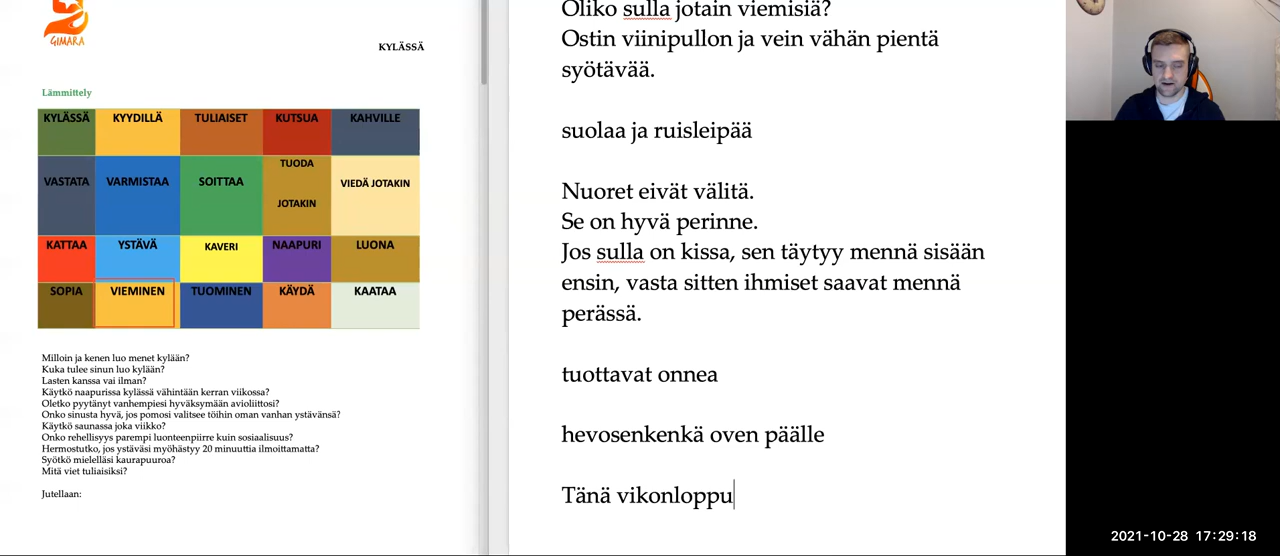 GIMARA
KYLÄSSÄ
Lämmittely
KYLÄSSÄ KYYDILLÄ TULIAISET KUTSUA KAHVILLE
VASTATA VARMISTAA SOITTAA TUODA JOTAKIN VIEDÄ JOTAKIN
KATTAA YSTÄVÄ KAVERI NAAPURI LUONA
SOPIA VIEMINEN TUOMINEN KÄYDÄ KAATAA
Milloin ja kenen luo menet kylään?
Kuka tulee sinun luo kylään?
Lasten kanssa vai ilman?
Käytkö naapurissa kylässä vähintään kerran viikossa?
Oletko pyytänyt vanhempiesi hyväksymään avioliittosi?
Onko sinusta hyvä, jos pomosi valitsee töihin oman vanhan ystävänsä?
Käytkö saunassa joka viikko?
Onko rehellisyys parempi luonteenpiirre kuin sosiaalisuus?
Hermostutko, jos ystäväsi myöhästyy 20 minuuttia ilmoittamatta?
Syötkö mielelläsi kaurapuuroa?
Mitä viet tuliaisiksi?
Jutellaan:
Oliko sulla jotain viemisiä?
Ostin viinipullon ja vein vähän pientä
syötävää.
suolaa ja ruisleipää
Nuoret eivät välitä.
Se on hyvä perinne.
Jos sulla on kissa, sen täytyy mennä sisään
ensin, vasta sitten ihmiset saavat mennä
perässä.
tuottavat onnea
hevosenkenkä oven päälle
Tänä vikonloppu
2021-10-28 17:29:18